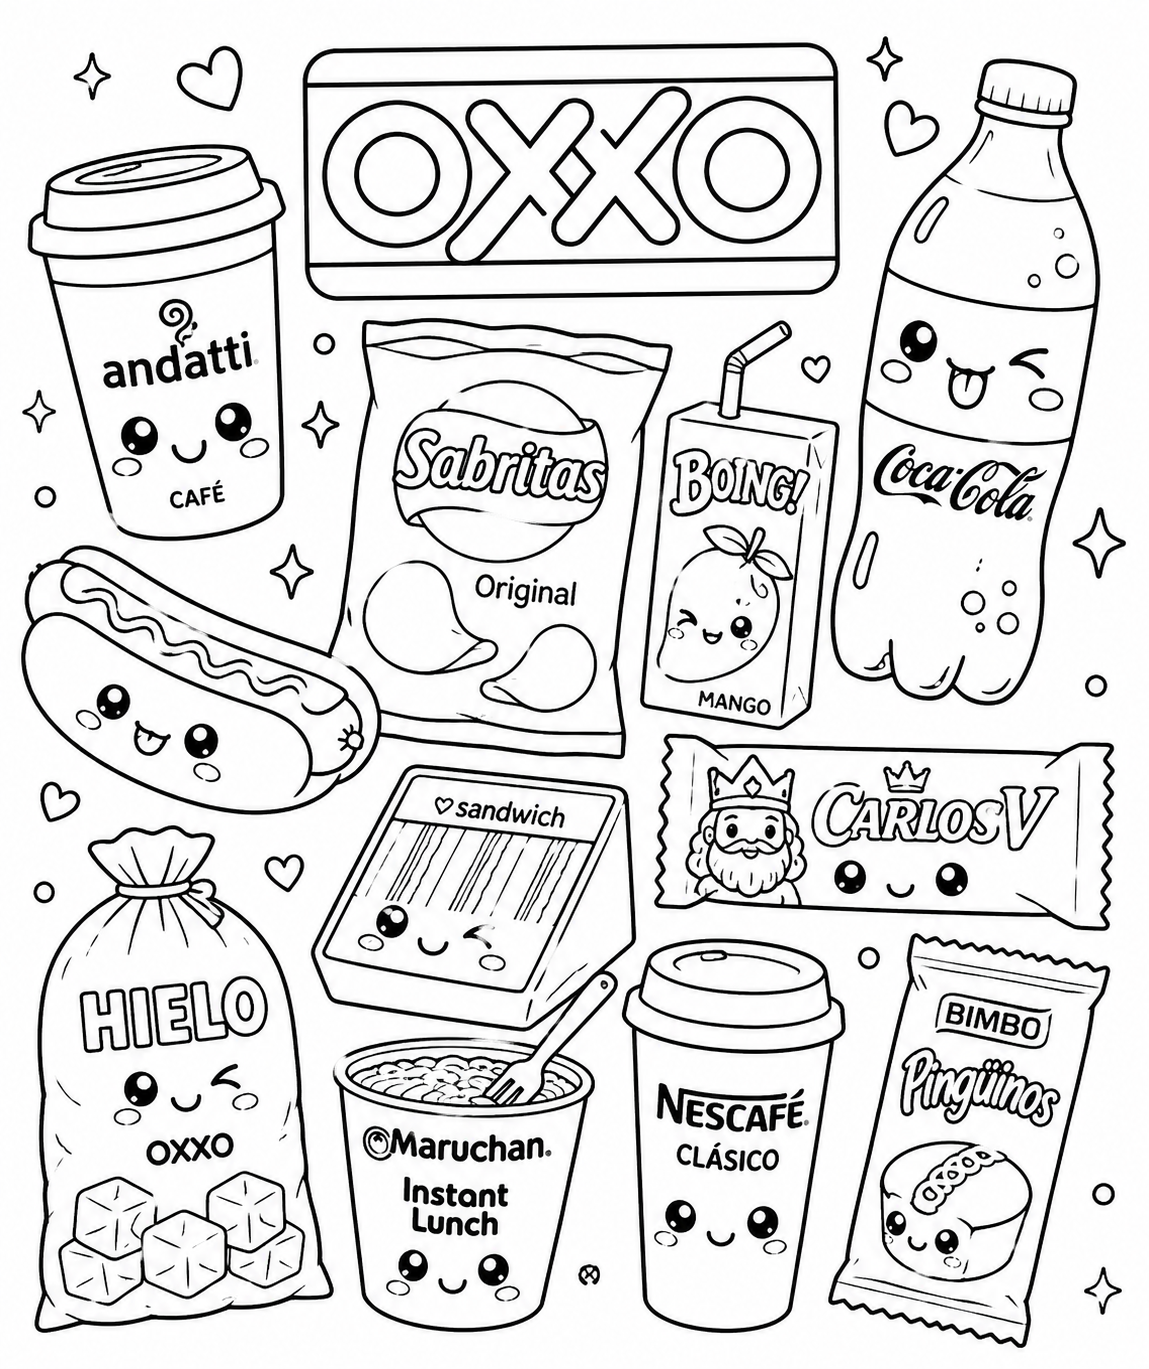 OXXO
andatti
CAFÉ
Sabritas
Original
BOING!
MANGO
Coca-Cola
sandwich
CARLOS V
HIELO
OXXO
Maruchan.
Instant
Lunch
NESCAFÉ
CLÁSICO
BIMBO
Pingüinos